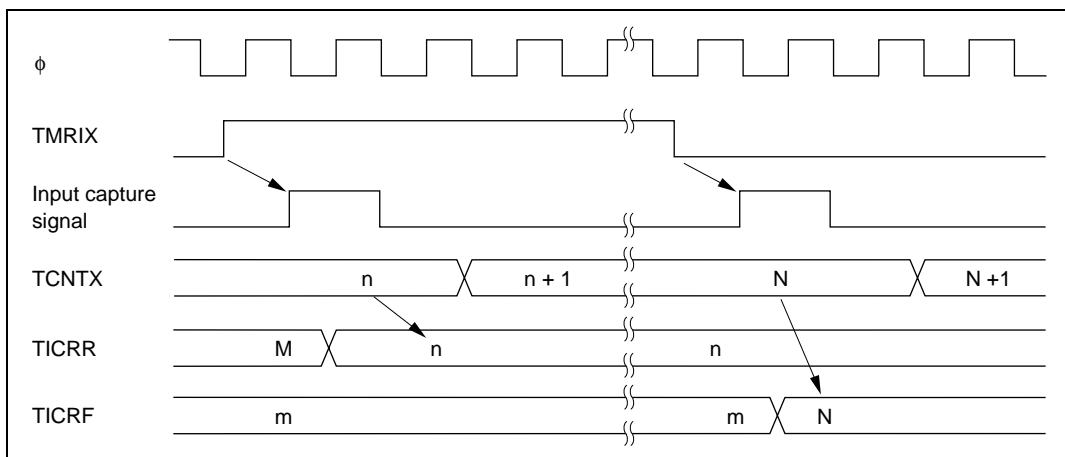 φ
TMRIX
Input capture
signal
TCNTX n n + 1 N N +1
TICRR M n n
TICRF m m N